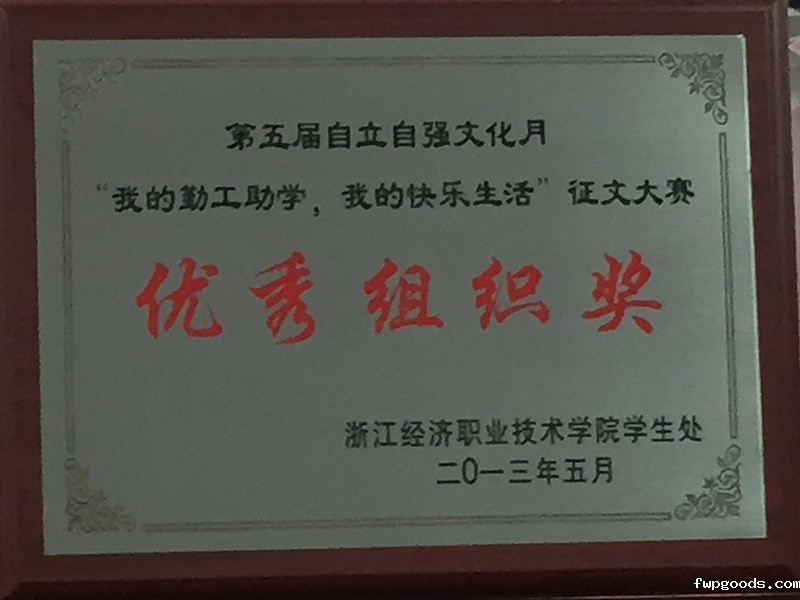 第五届自立自强文化月
“我的勤工助学，我的快乐生活”征文大赛
优秀组织奖
浙江经济职业技术学院学生处
二〇一三年五月
fwpgoods.com